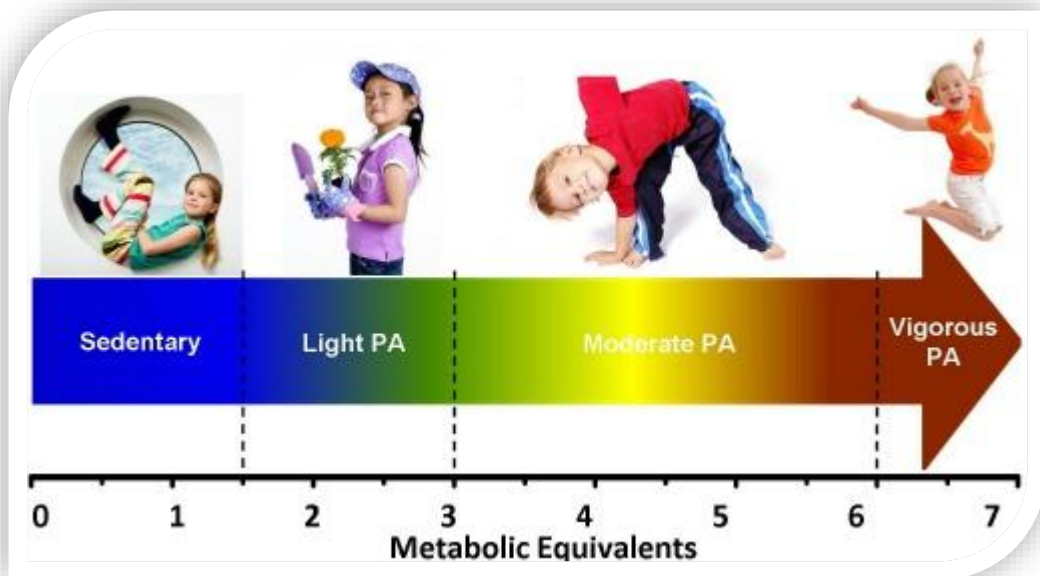 Sedentary
Light PA
Moderate PA
Vigorous
PA
0 1 2 3 4 5 6 7
Metabolic Equivalents